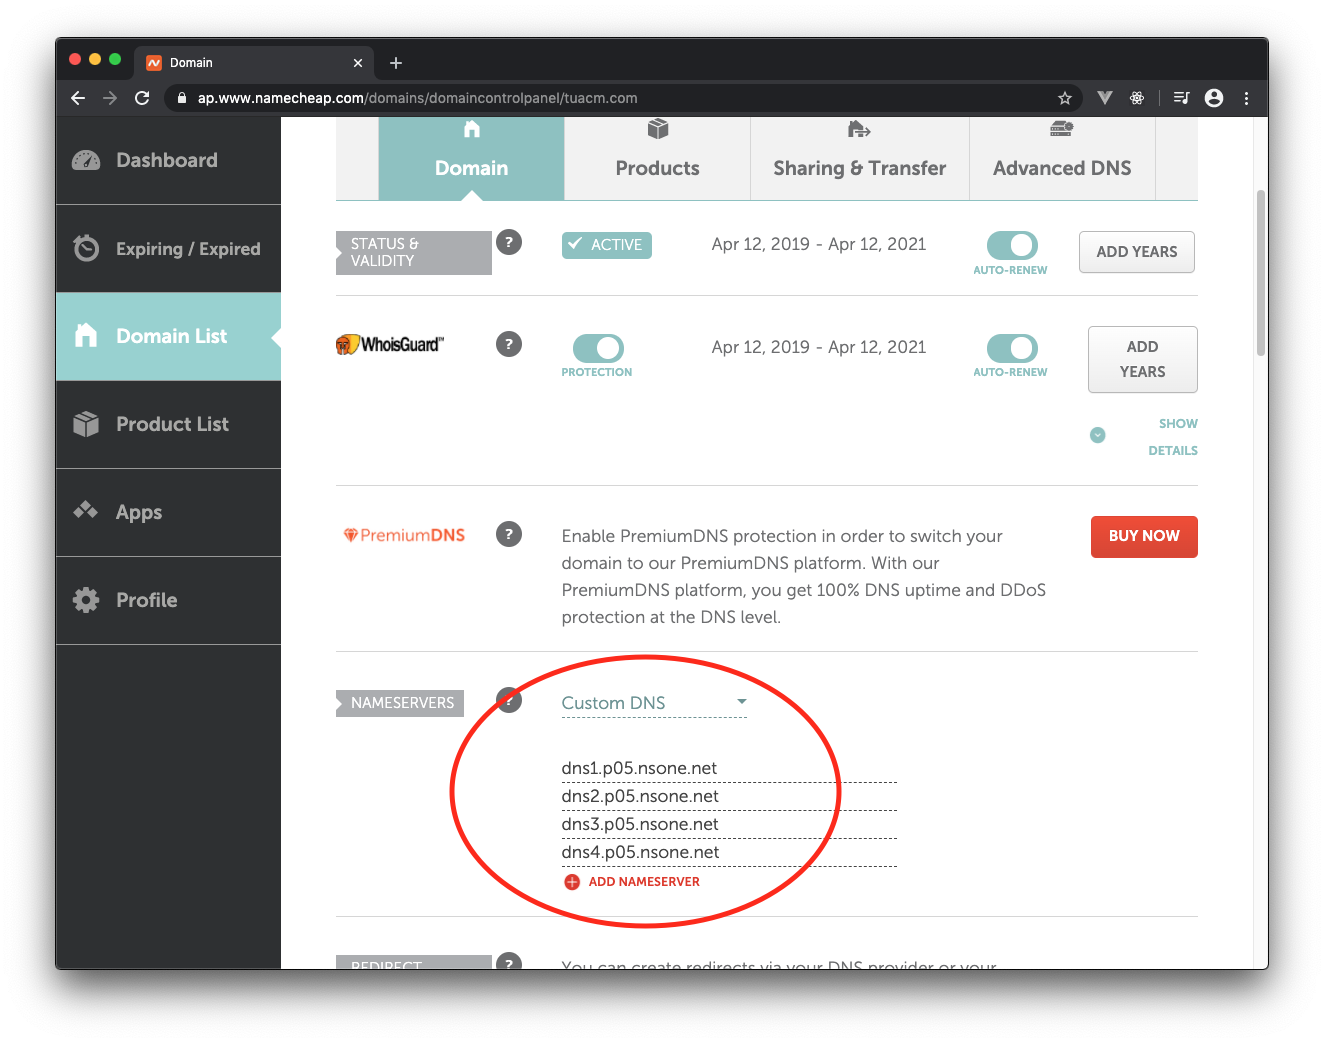 Domain
ap.www.namecheap.com/domains/domaincontrolpanel/tuacm.com
Dashboard
Expiring / Expired
Domain List
Product List
Apps
Profile
Domain
Products
Sharing & Transfer
Advanced DNS
STATUS &
VALIDITY
?
ACTIVE
Apr 12, 2019 - Apr 12, 2021
AUTO-RENEW
ADD YEARS
WhoisGuard™
?
PROTECTION
Apr 12, 2019 - Apr 12, 2021
AUTO-RENEW
ADD
YEARS
SHOW
DETAILS
PremiumDNS
?
Enable PremiumDNS protection in order to switch your
domain to our PremiumDNS platform. With our
PremiumDNS platform, you get 100% DNS uptime and DDoS
protection at the DNS level.
BUY NOW
NAMESERVERS
?
Custom DNS
dns1.p05.nsone.net
dns2.p05.nsone.net
dns3.p05.nsone.net
dns4.p05.nsone.net
ADD NAMESERVER
REDIRECT
?
You can create redirects via your DNS provider or your